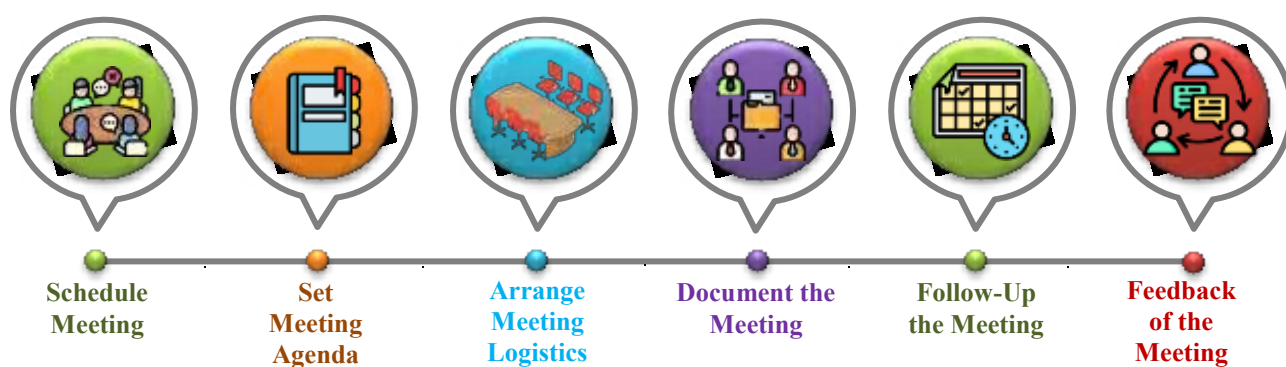 Schedule
Meeting
Set
Meeting
Agenda
Arrange
Meeting
Logistics
Document the
Meeting
Follow-Up
the Meeting
Feedback
of the
Meeting